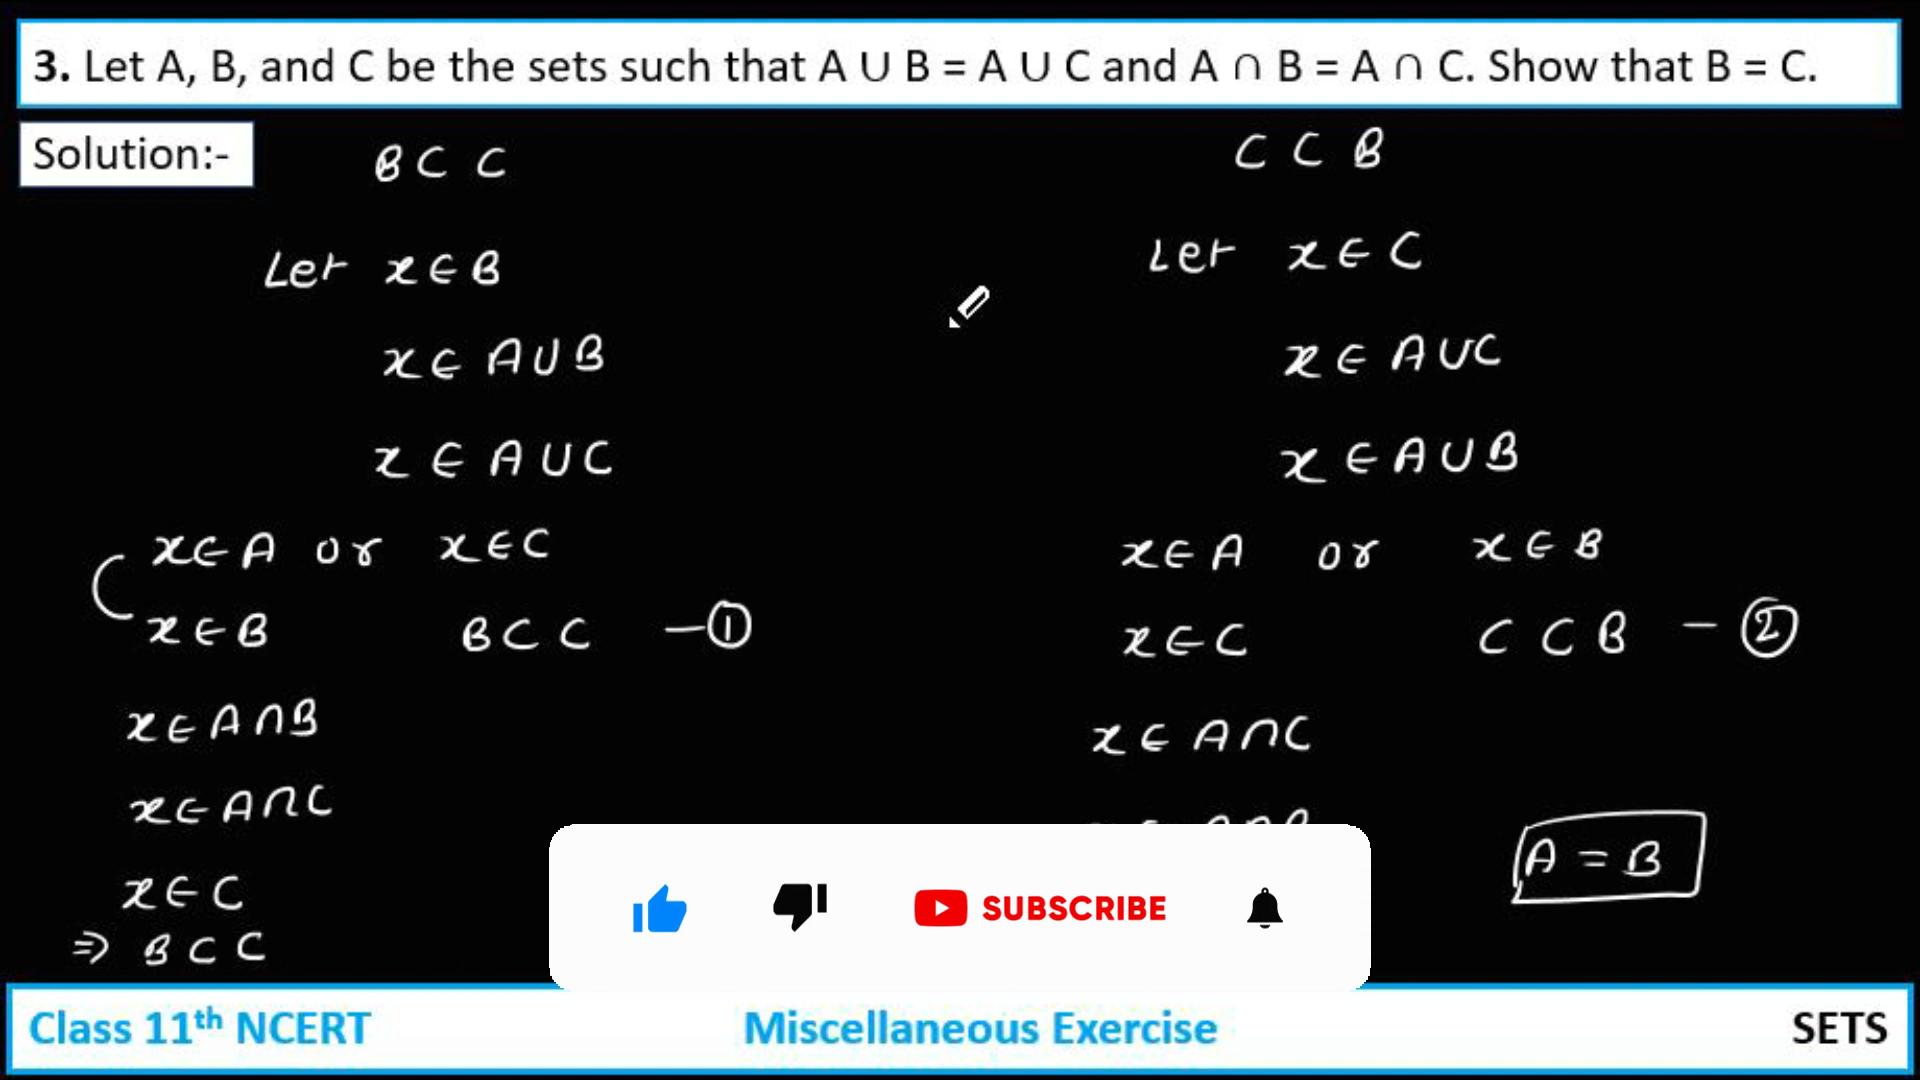 3. Let A, B, and C be the sets such that A ∪ B = A ∪ C and A ∩ B = A ∩ C. Show that B = C.
Solution:-
B ⊂ C
Let x ∈ B
x ∈ A ∪ B
x ∈ A ∪ C
x ∈ A or x ∈ C
x ∈ B B ⊂ C — ①
x ∈ A ∩ B
x ∈ A ∩ C
x ∈ C
⇒ B ⊂ C
C ⊂ B
Let x ∈ C
x ∈ A ∪ C
x ∈ A ∪ B
x ∈ A or x ∈ B
x ∈ C C ⊂ B — ②
x ∈ A ∩ C
A = B
SUBSCRIBE
Class 11th NCERT
Miscellaneous Exercise
SETS